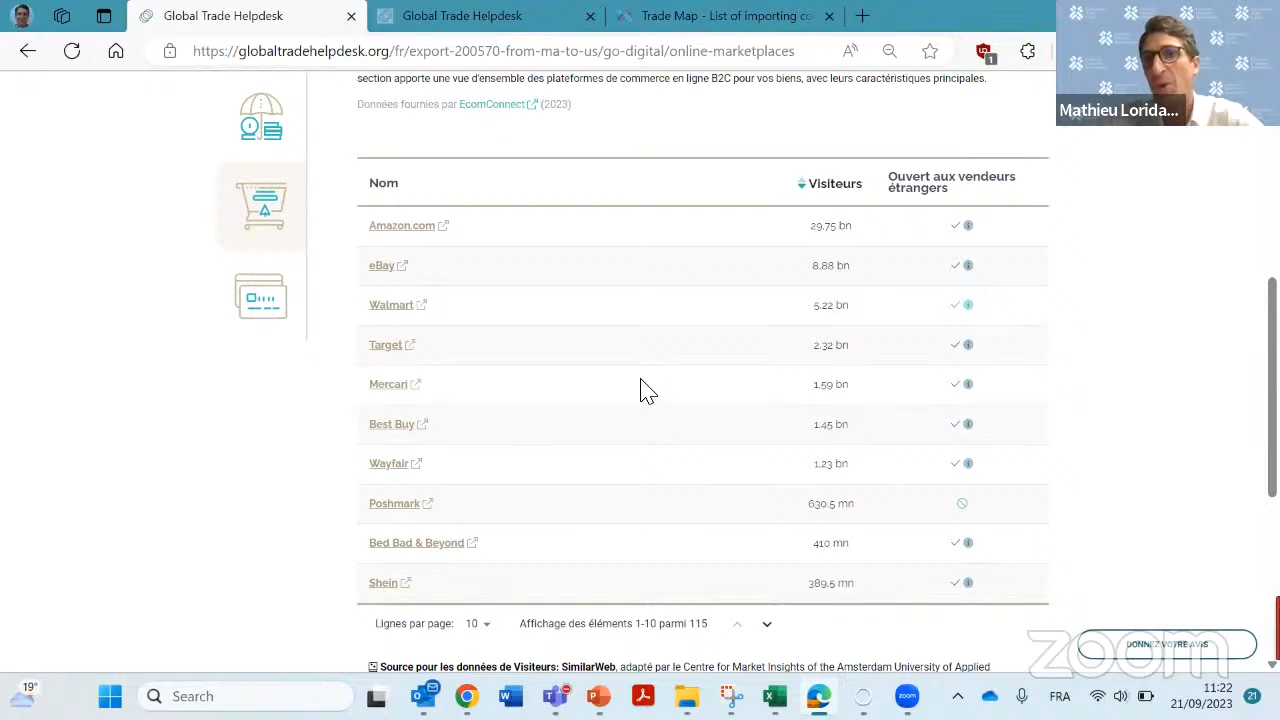 Global Trade Helpdesk
Global Trade Helpdesk
Trade Map - List of importing co
https://globaltradehelpdesk.org/fr/export-200570-from-ma-to-us/go-digital/online-marketplaces
1
section apporte une vue d'ensemble des plateformes de commerce en ligne B2C pour vos biens, avec leurs caractéristiques principales.
Données fournies par EcomConnect (2023)
Mathieu Lorida...
Nom Visiteurs Ouvert aux vendeurs étrangers
Amazon.com 29.75 bn
eBay 8.88 bn
Walmart 5.22 bn
Target 2.32 bn
Mercari 1.59 bn
Best Buy 1.45 bn
Wayfair 1.23 bn
Poshmark 630.5 mn
Bed Bad & Beyond 410 mn
Shein 389.5 mn
Lignes par page: 10 Affichage des éléments 1-10 parmi 115
DONNEZ VOTRE AVIS
zoom
Source pour les données de Visiteurs: SimilarWeb, adapté par le Centre for Market Insights of the Amsterdam University of Applied
19°
Search
zoom
FRA
11:22
21/09/2023
21